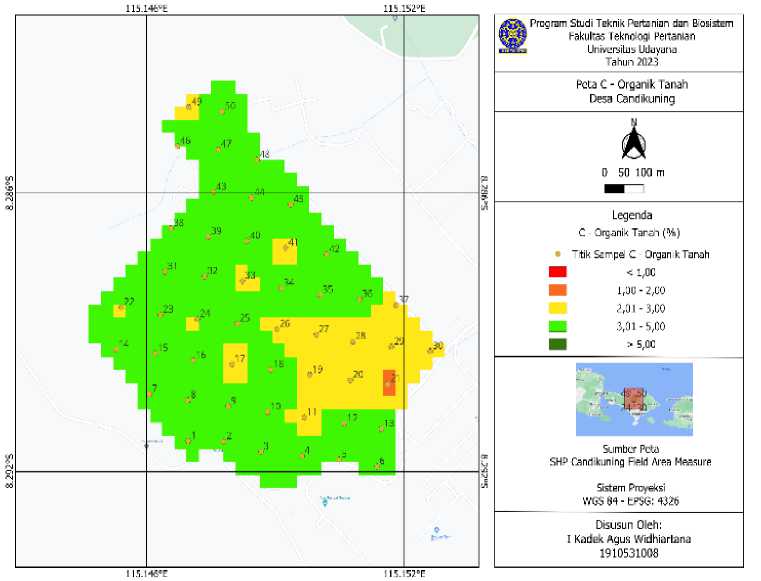 115.146°E
115.152°E
8.286°S
8.286°S
8.292°S
8.292°S
115.146°E
115.152°E
49
50
46
47
48
43
44
45
38
39
40
41
42
31
32
33
34
35
36
37
22
23
24
25
26
27
28
29
30
14
15
16
17
18
19
20
21
7
8
9
10
11
12
13
1
2
3
4
5
6
Program Studi Teknik Pertanian dan Biosistem
Fakultas Teknologi Pertanian
Universitas Udayana
Tahun 2023
Peta C - Organik Tanah
Desa Candikuning
N
0 50 100 m
Legenda
C - Organik Tanah (%)
Titik Sampel C - Organik Tanah
< 1,00
1,00 - 2,00
2,01 - 3,00
3,01 - 5,00
> 5,00
Sumber Peta
SHP Candikuning Field Area Measure
Sistem Proyeksi
WGS 84 - EPSG: 4326
Disusun Oleh:
I Kadek Agus Widhiartana
1910531008